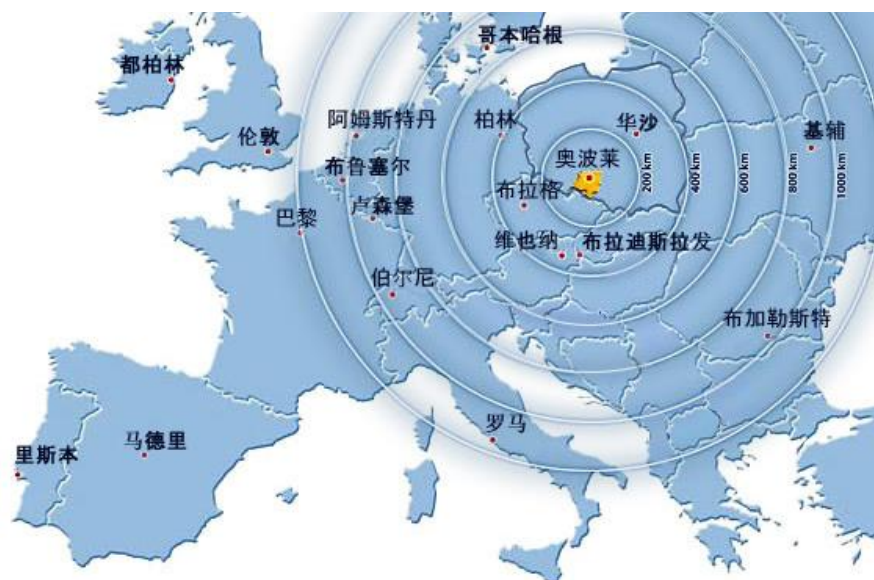 哥本哈根
都柏林
伦敦
阿姆斯特丹
柏林
华沙
基辅
布鲁塞尔
奥波莱
200 km
400 km
600 km
800 km
1000 km
卢森堡
布拉格
巴黎
维也纳
布拉迪斯拉发
伯尔尼
布加勒斯特
罗马
里斯本
马德里